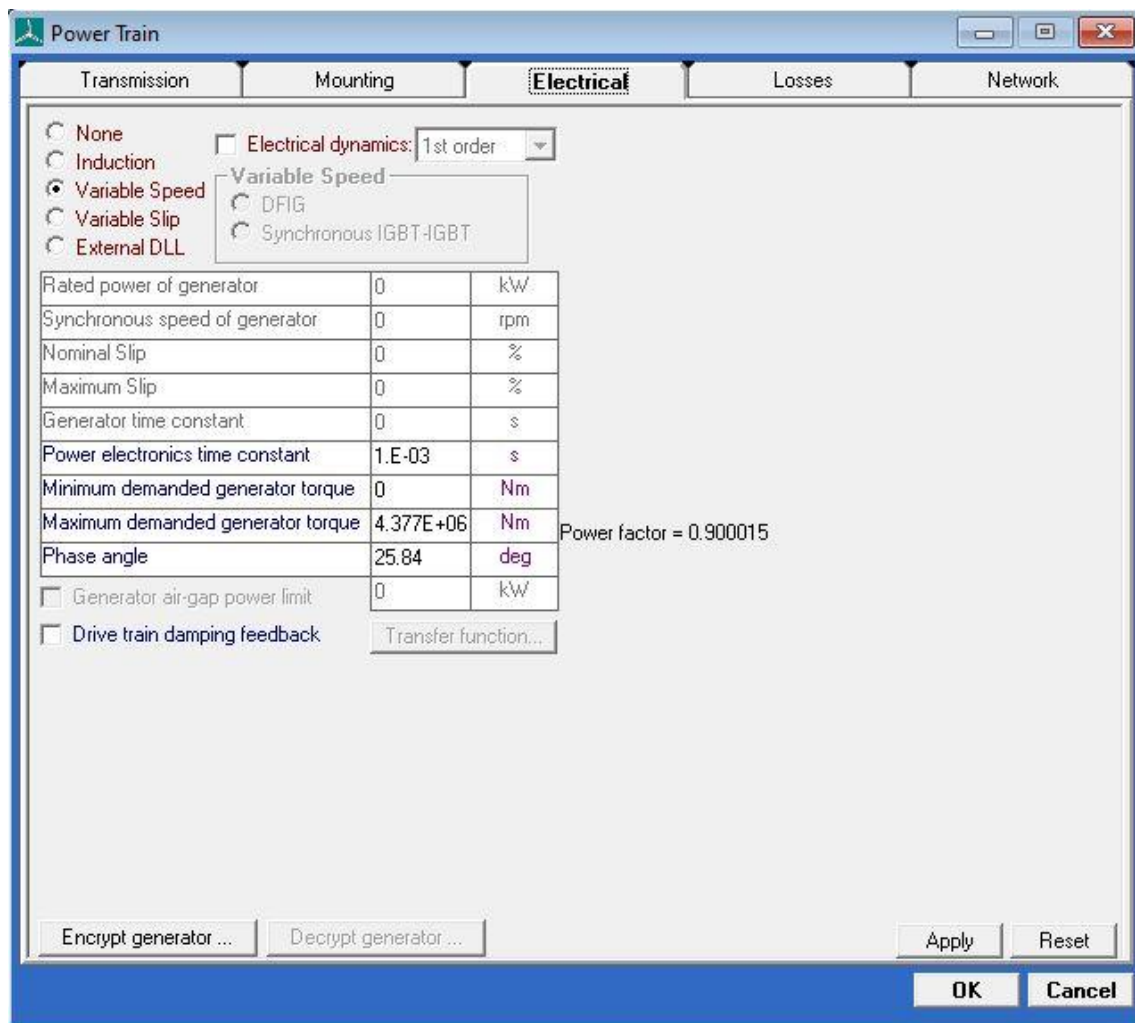 Power Train
Transmission Mounting Electrical Losses Network
None
Induction
Variable Speed
Variable Slip
External DLL
Electrical dynamics: 1st order
Variable Speed
DFIG
Synchronous IGBT-IGBT
Rated power of generator 0 kW
Synchronous speed of generator 0 rpm
Nominal Slip 0 %
Maximum Slip 0 %
Generator time constant 0 s
Power electronics time constant 1.E-03 s
Minimum demanded generator torque 0 Nm
Maximum demanded generator torque 4.377E+06 Nm
Power factor = 0.900015
Phase angle 25.84 deg
Generator air-gap power limit 0 kW
Drive train damping feedback Transfer function...
Encrypt generator ... Decrypt generator ... Apply Reset
OK Cancel